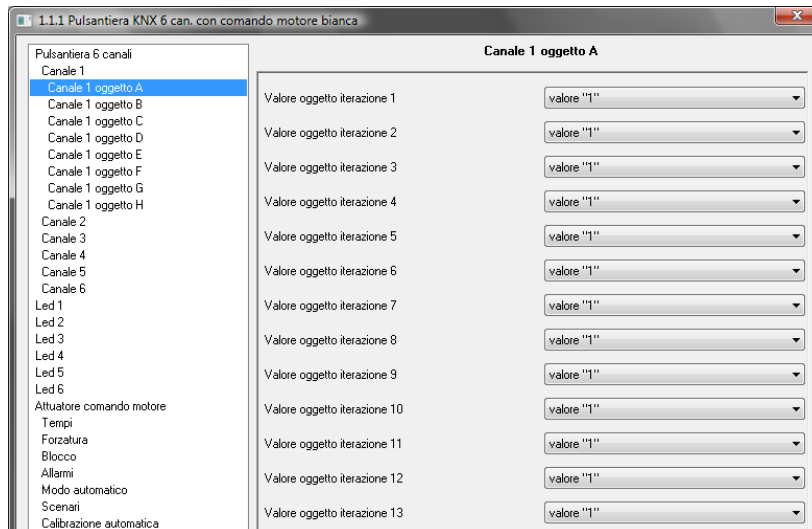 1.1.1 Pulsantiera KNX 6 can. con comando motore bianca
Pulsantiera 6 canali
Canale 1
Canale 1 oggetto A
Canale 1 oggetto B
Canale 1 oggetto C
Canale 1 oggetto D
Canale 1 oggetto E
Canale 1 oggetto F
Canale 1 oggetto G
Canale 1 oggetto H
Canale 2
Canale 3
Canale 4
Canale 5
Canale 6
Led 1
Led 2
Led 3
Led 4
Led 5
Led 6
Attuatore comando motore
Tempi
Forzatura
Blocco
Allarmi
Modo automatico
Scenari
Calibrazione automatica
Canale 1 oggetto A
Valore oggetto iterazione 1 valore "1"
Valore oggetto iterazione 2 valore "1"
Valore oggetto iterazione 3 valore "1"
Valore oggetto iterazione 4 valore "1"
Valore oggetto iterazione 5 valore "1"
Valore oggetto iterazione 6 valore "1"
Valore oggetto iterazione 7 valore "1"
Valore oggetto iterazione 8 valore "1"
Valore oggetto iterazione 9 valore "1"
Valore oggetto iterazione 10 valore "1"
Valore oggetto iterazione 11 valore "1"
Valore oggetto iterazione 12 valore "1"
Valore oggetto iterazione 13 valore "1"